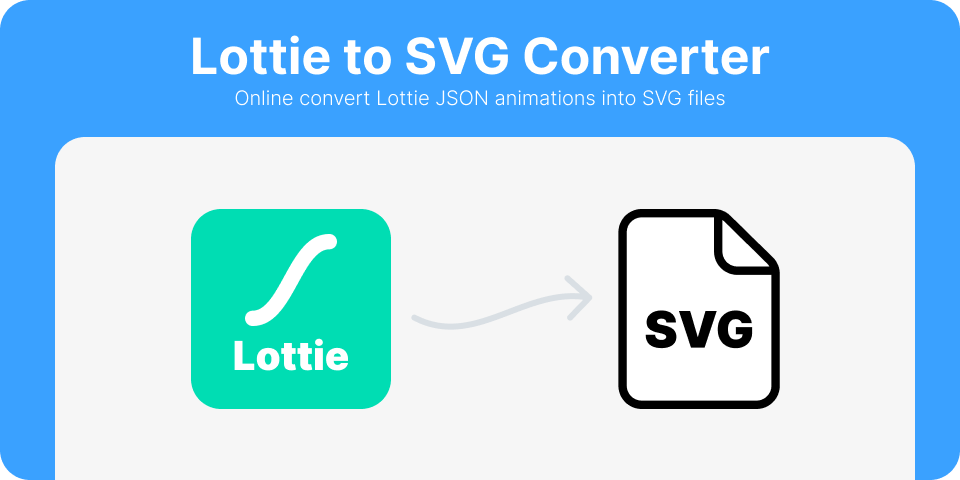 Lottie to SVG Converter
Online convert Lottie JSON animations into SVG files
Lottie
SVG